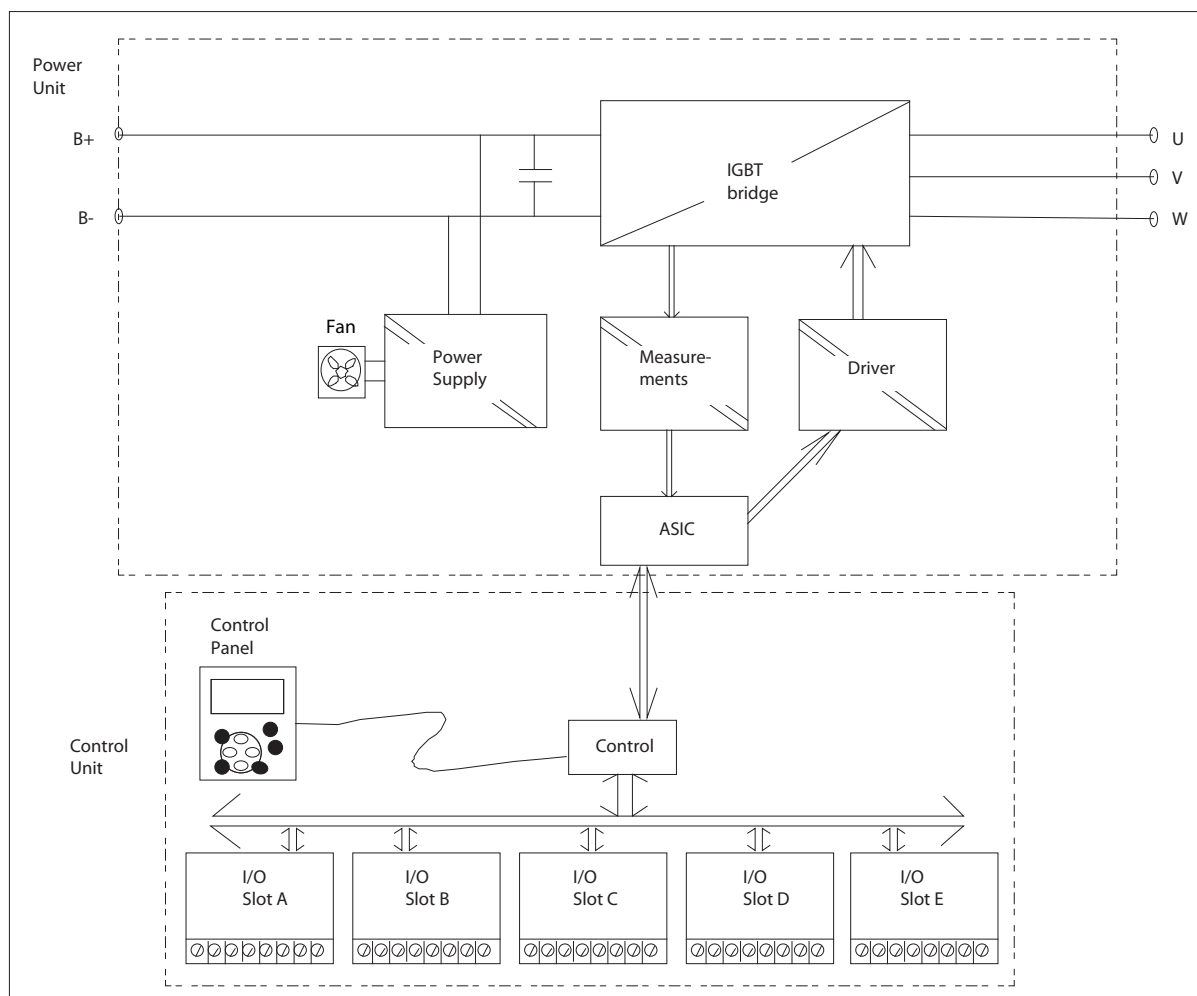 Power
Unit
B+
B-
IGBT
bridge
U
V
W
Fan
Power
Supply
Measure-
ments
Driver
ASIC
Control
Panel
Control
Unit
Control
I/O
Slot A
I/O
Slot B
I/O
Slot C
I/O
Slot D
I/O
Slot E